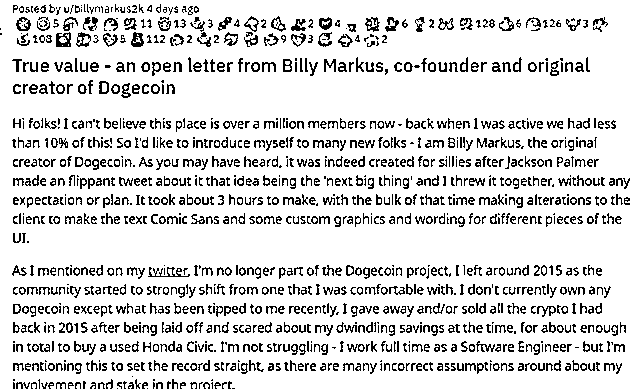 Posted by u/billymarkus2k 4 days ago
5 11 13 3 4 2 2 4 6 2 128 6 126 3
108 3 5 112 2 2 9 3 4 2
True value - an open letter from Billy Markus, co-founder and original
creator of Dogecoin
Hi folks! I can't believe this place is over a million members now - back when I was active we had less
than 10% of this! So I'd like to introduce myself to many new folks - I am Billy Markus, the original
creator of Dogecoin. As you may have heard, it was indeed created for sillies after Jackson Palmer
made an flippant tweet about it that idea being the 'next big thing' and I threw it together, without any
expectation or plan. It took about 3 hours to make, with the bulk of that time making alterations to the
client to make the text Comic Sans and some custom graphics and wording for different pieces of the
UI.
As I mentioned on my twitter, I'm no longer part of the Dogecoin project, I left around 2015 as the
community started to strongly shift from one that I was comfortable with. I don't currently own any
Dogecoin except what has been tipped to me recently, I gave away and/or sold all the crypto I had
back in 2015 after being laid off and scared about my dwindling savings at the time, for about enough
in total to buy a used Honda Civic. I'm not struggling - I work full time as a Software Engineer - but I'm
mentioning this to set the record straight, as there are many incorrect assumptions around about my
involvement and stake in the project.